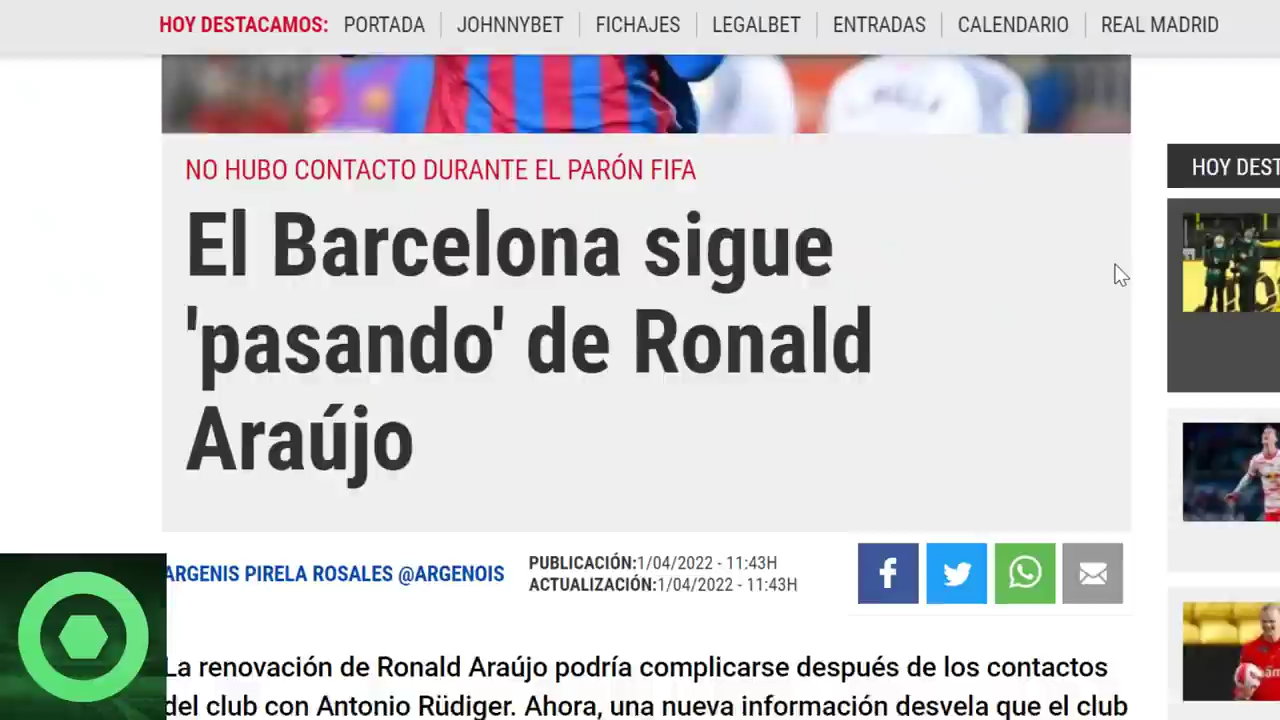 HOY DESTACAMOS: PORTADA JOHNNYBET FICHAJES LEGALBET ENTRADAS CALENDARIO REAL MADRID
NO HUBO CONTACTO DURANTE EL PARÓN FIFA
El Barcelona sigue
'pasando' de Ronald
Araújo
HOY DEST
ARGENIS PIRELA ROSALES @ARGENOIS
PUBLICACIÓN:1/04/2022 - 11:43H
ACTUALIZACIÓN:1/04/2022 - 11:43H
La renovación de Ronald Araújo podría complicarse después de los contactos
del club con Antonio Rüdiger. Ahora, una nueva información desvela que el club